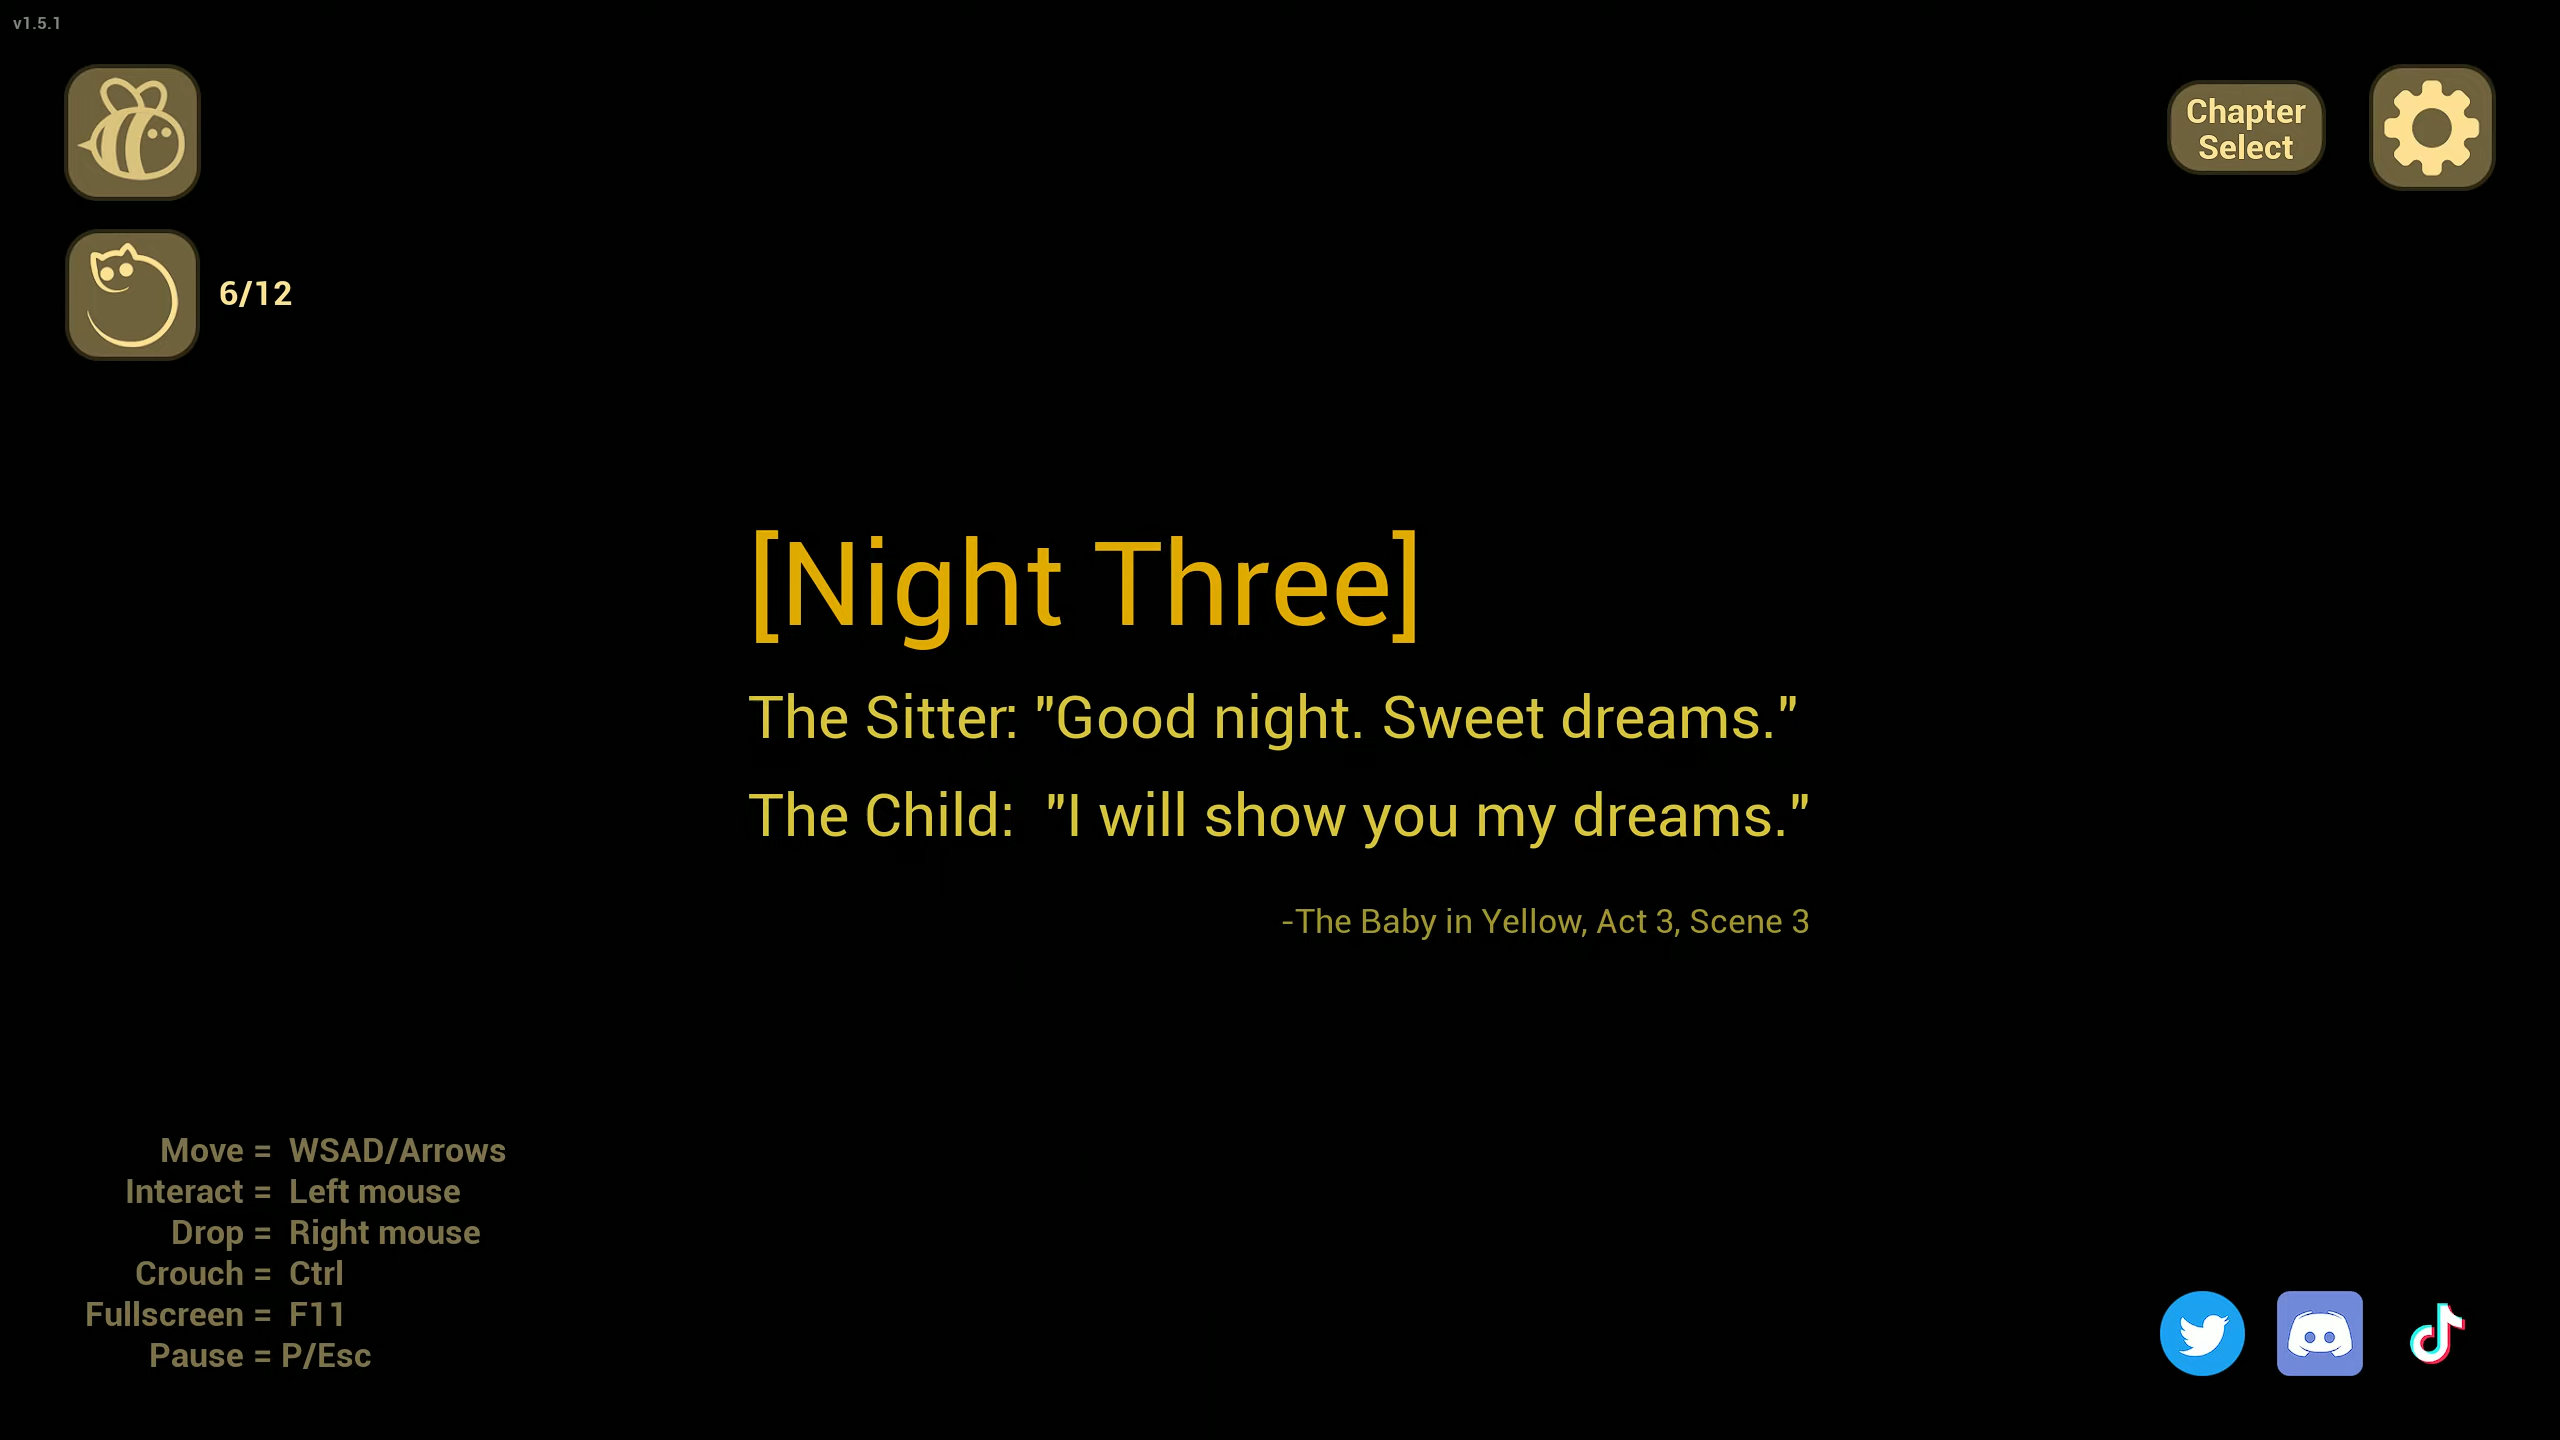 v1.5.1
Chapter
Select
6/12
[Night Three]
The Sitter: "Good night. Sweet dreams."
The Child:  "I will show you my dreams."
-The Baby in Yellow, Act 3, Scene 3
Move = WSAD/Arrows
Interact = Left mouse
Drop = Right mouse
Crouch = Ctrl
Fullscreen = F11
Pause = P/Esc